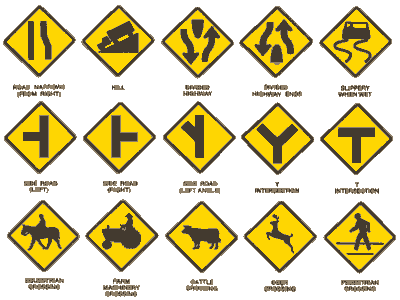 ROAD NARROWS
(FROM RIGHT)
HILL
DIVIDED
HIGHWAY
DIVIDED
HIGHWAY ENDS
SLIPPERY
WHEN WET
SIDE ROAD
(LEFT)
SIDE ROAD
(RIGHT)
SIDE ROAD
(LEFT ANGLE)
Y
INTERSECTION
T
INTERSECTION
EQUESTRIAN
CROSSING
FARM
MACHINERY
CROSSING
CATTLE
CROSSING
DEER
CROSSING
PEDESTRIAN
CROSSING